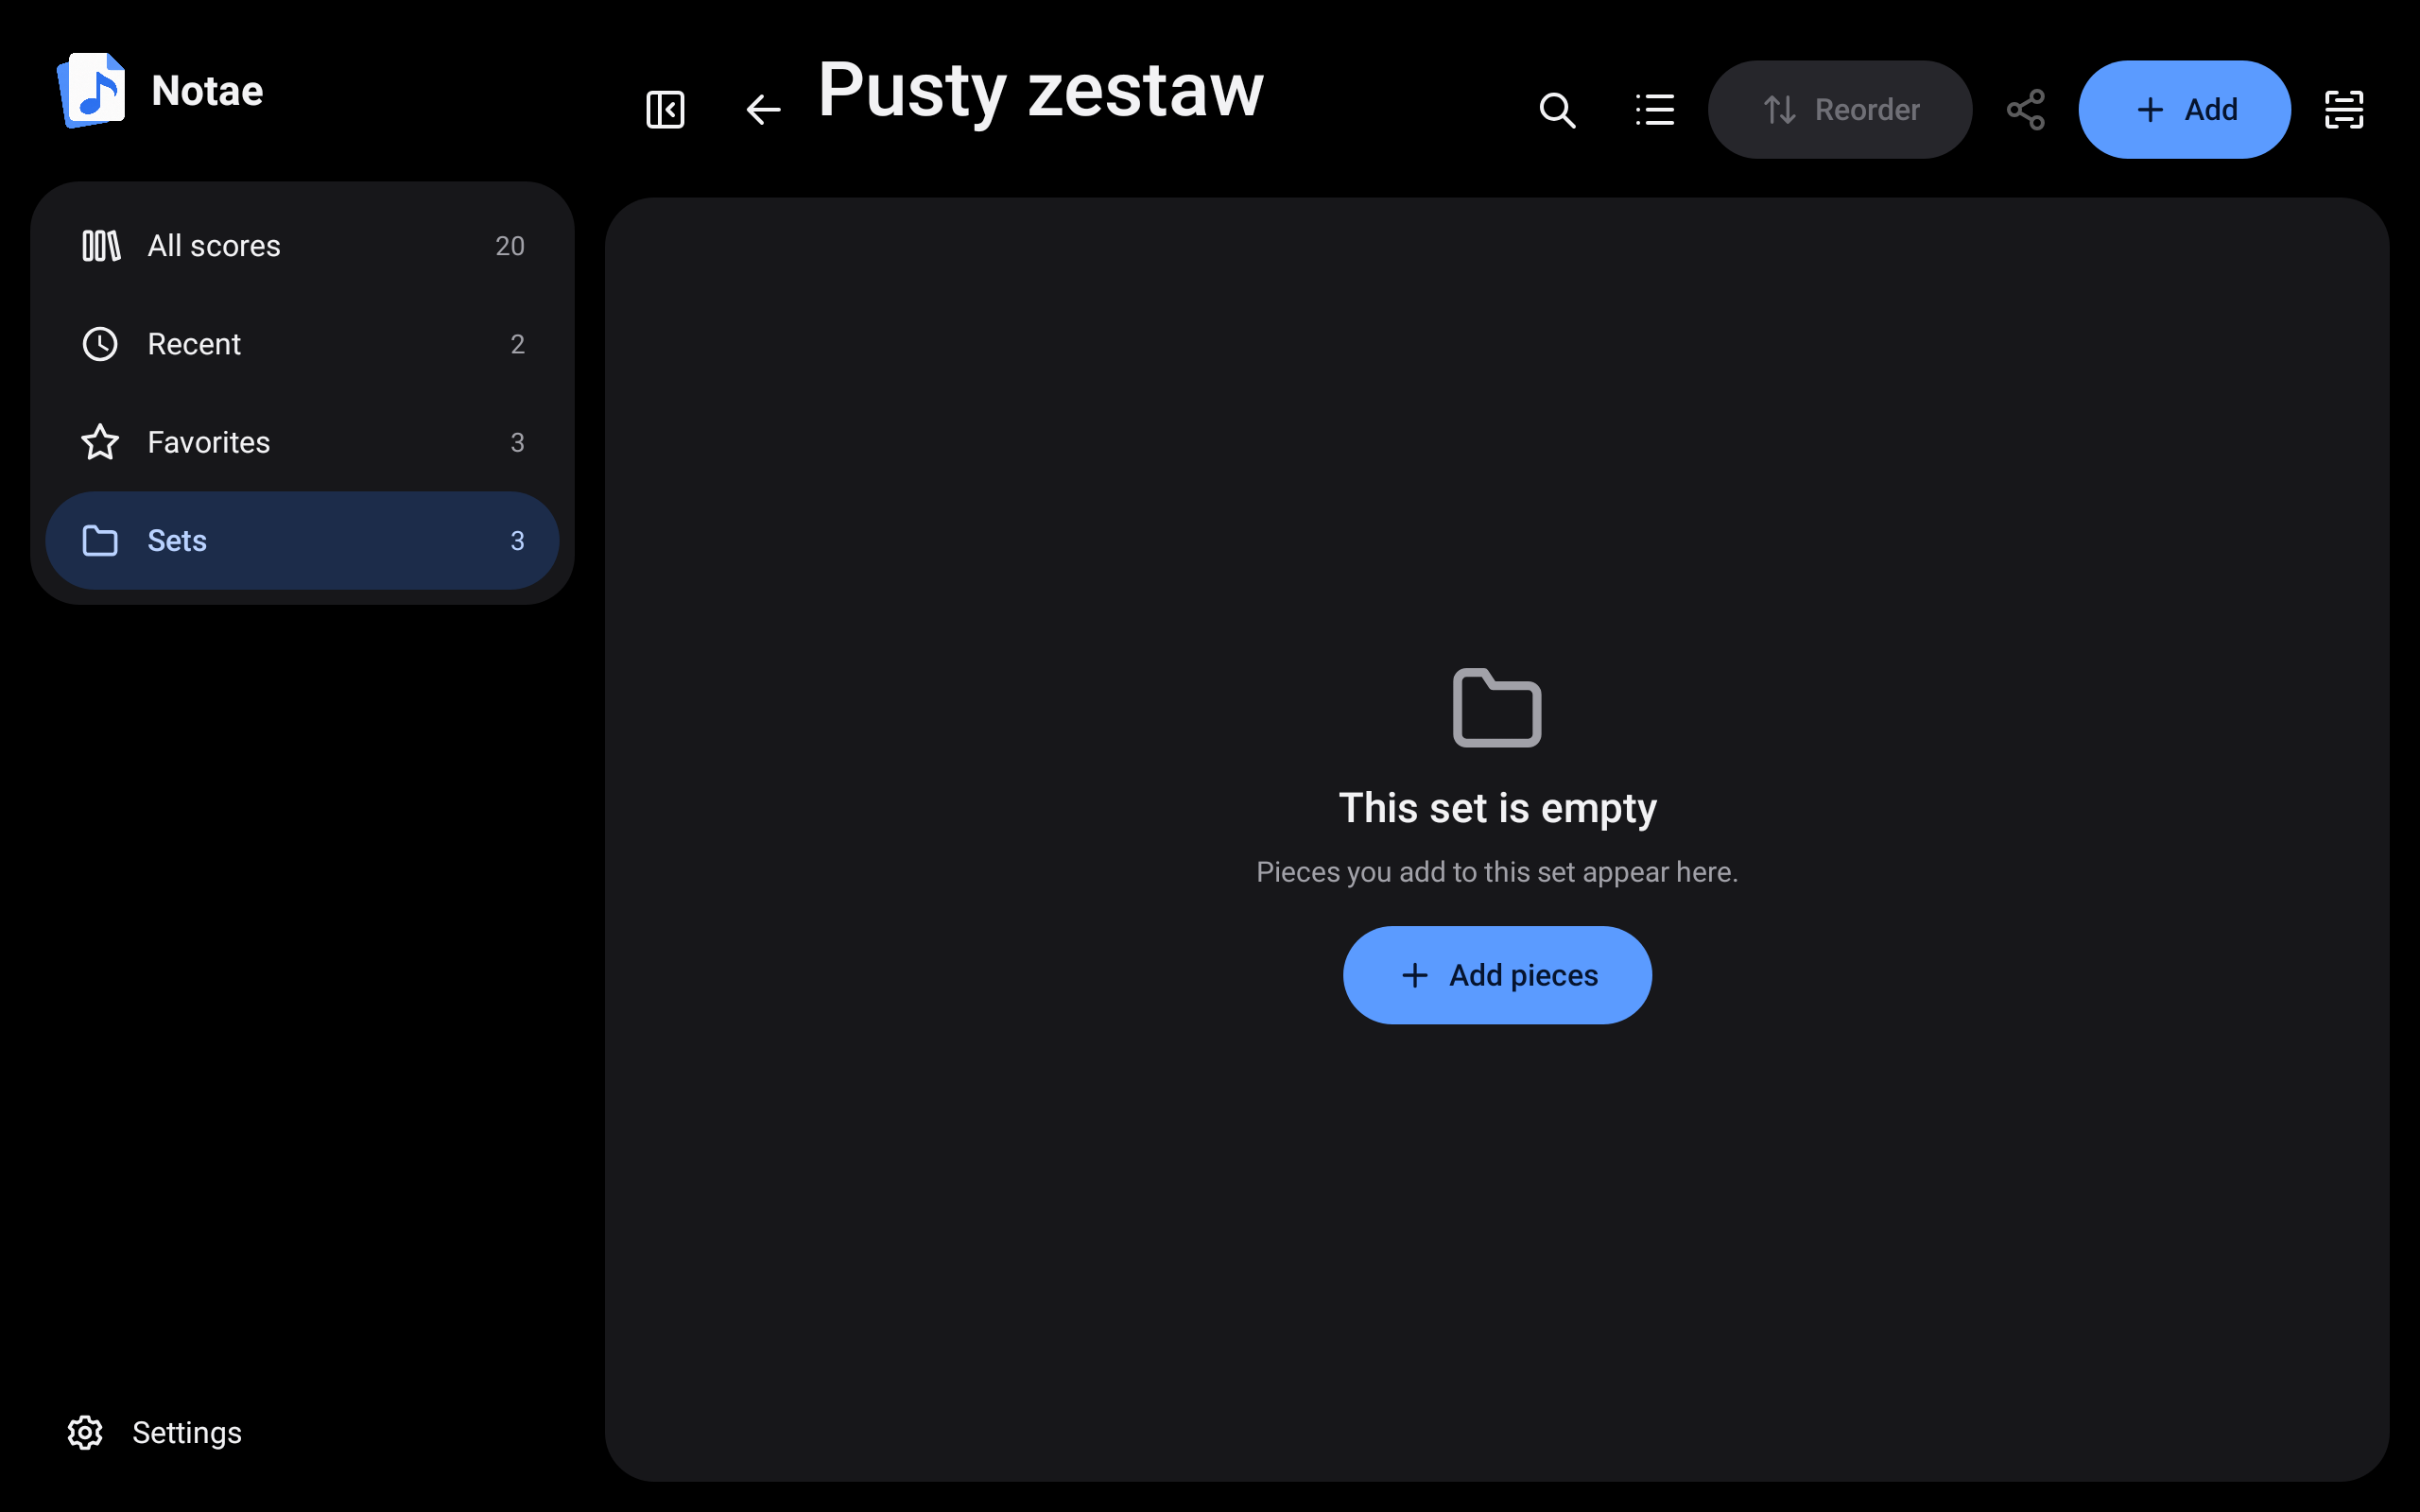 Notae
Pusty zestaw
Reorder
Add
All scores 20
Recent 2
Favorites 3
Sets 3
This set is empty
Pieces you add to this set appear here.
Add pieces
Settings